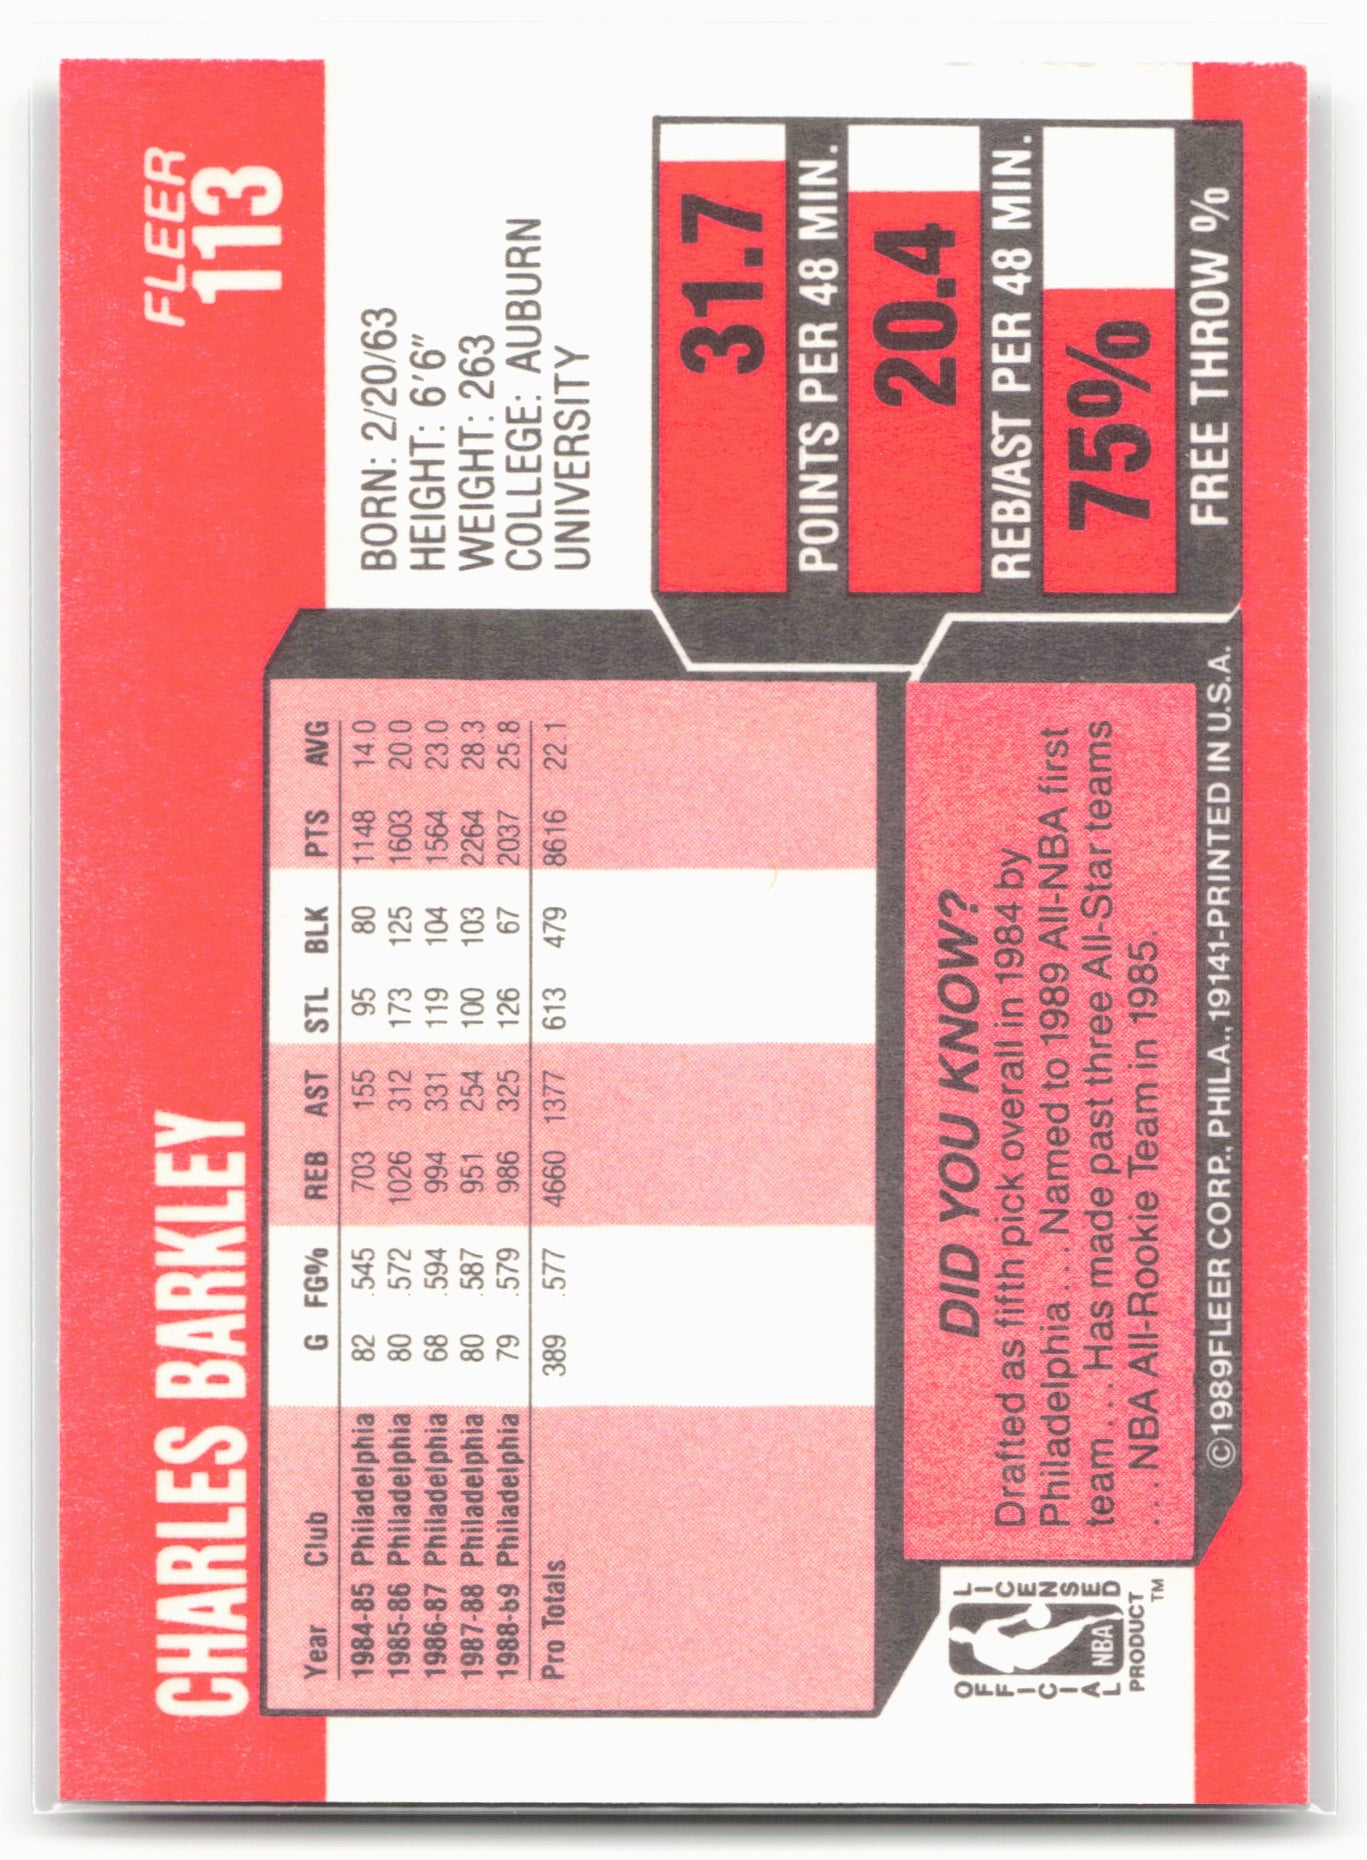 CHARLES BARKLEY
FLEER
113
BORN: 2/20/63
HEIGHT: 6'6"
WEIGHT: 263
COLLEGE: AUBURN
UNIVERSITY
Year Club G FG% REB AST STL BLK PTS AVG
1984-85 Philadelphia 82 .545 703 155 95 80 1148 14.0
1985-86 Philadelphia 80 .572 1026 312 173 125 1603 20.0
1986-87 Philadelphia 68 .594 994 331 119 104 1564 23.0
1987-88 Philadelphia 80 .587 951 254 100 103 2264 28.3
1988-89 Philadelphia 79 .579 986 325 126 67 2037 25.8
Pro Totals 389 .577 4660 1377 613 479 8616 22.1
31.7
POINTS PER 48 MIN.
20.4
REB/AST PER 48 MIN.
75%
FREE THROW %
DID YOU KNOW?
Drafted as fifth pick overall in 1984 by
Philadelphia . . . Named to 1989 All-NBA first
team . . . Has made past three All-Star teams
. . . NBA All-Rookie Team in 1985.
OFFICIAL LICENSED
NBA
PRODUCT ™
©1989 FLEER CORP., PHILA., 19141-PRINTED IN U.S.A.